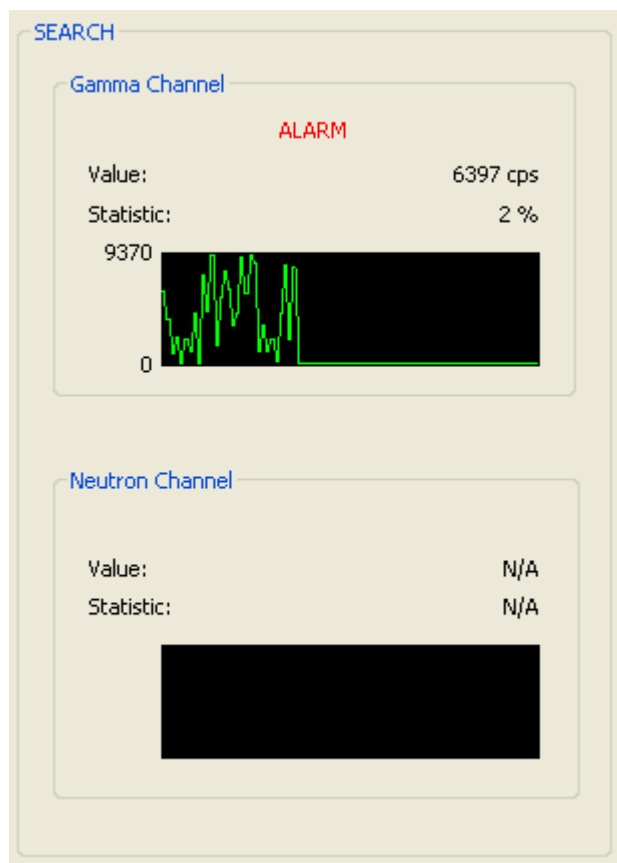 SEARCH
Gamma Channel
ALARM
Value: 6397 cps
Statistic: 2 %
9370
0
Neutron Channel
Value: N/A
Statistic: N/A